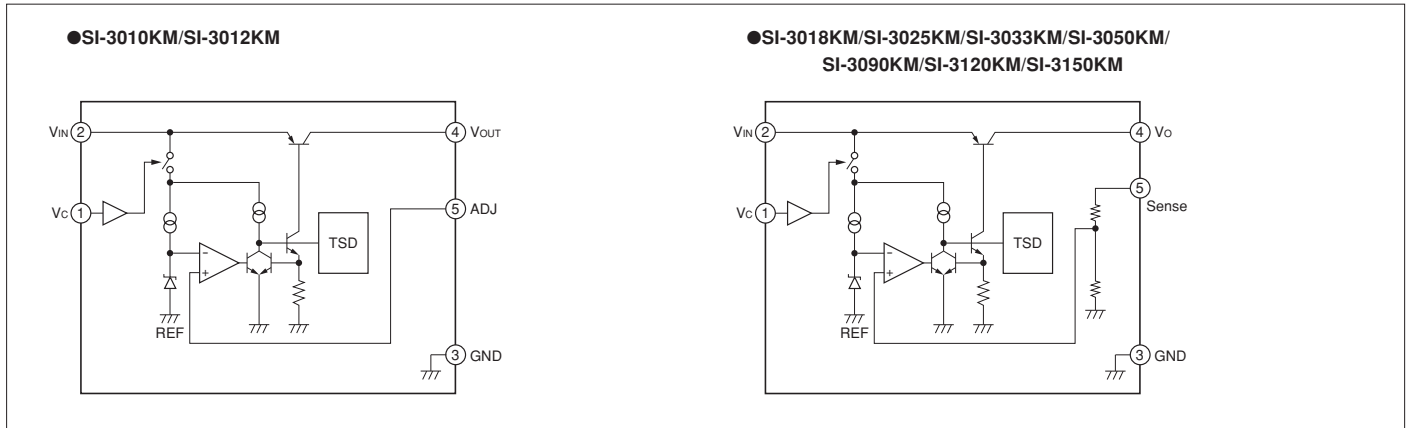 ●SI-3010KM/SI-3012KM
VIN 2
4 VOUT
VC 1
5 ADJ
TSD
−
+
REF
3 GND
●SI-3018KM/SI-3025KM/SI-3033KM/SI-3050KM/
SI-3090KM/SI-3120KM/SI-3150KM
VIN 2
4 VO
5
Sense
VC 1
TSD
−
+
REF
3 GND